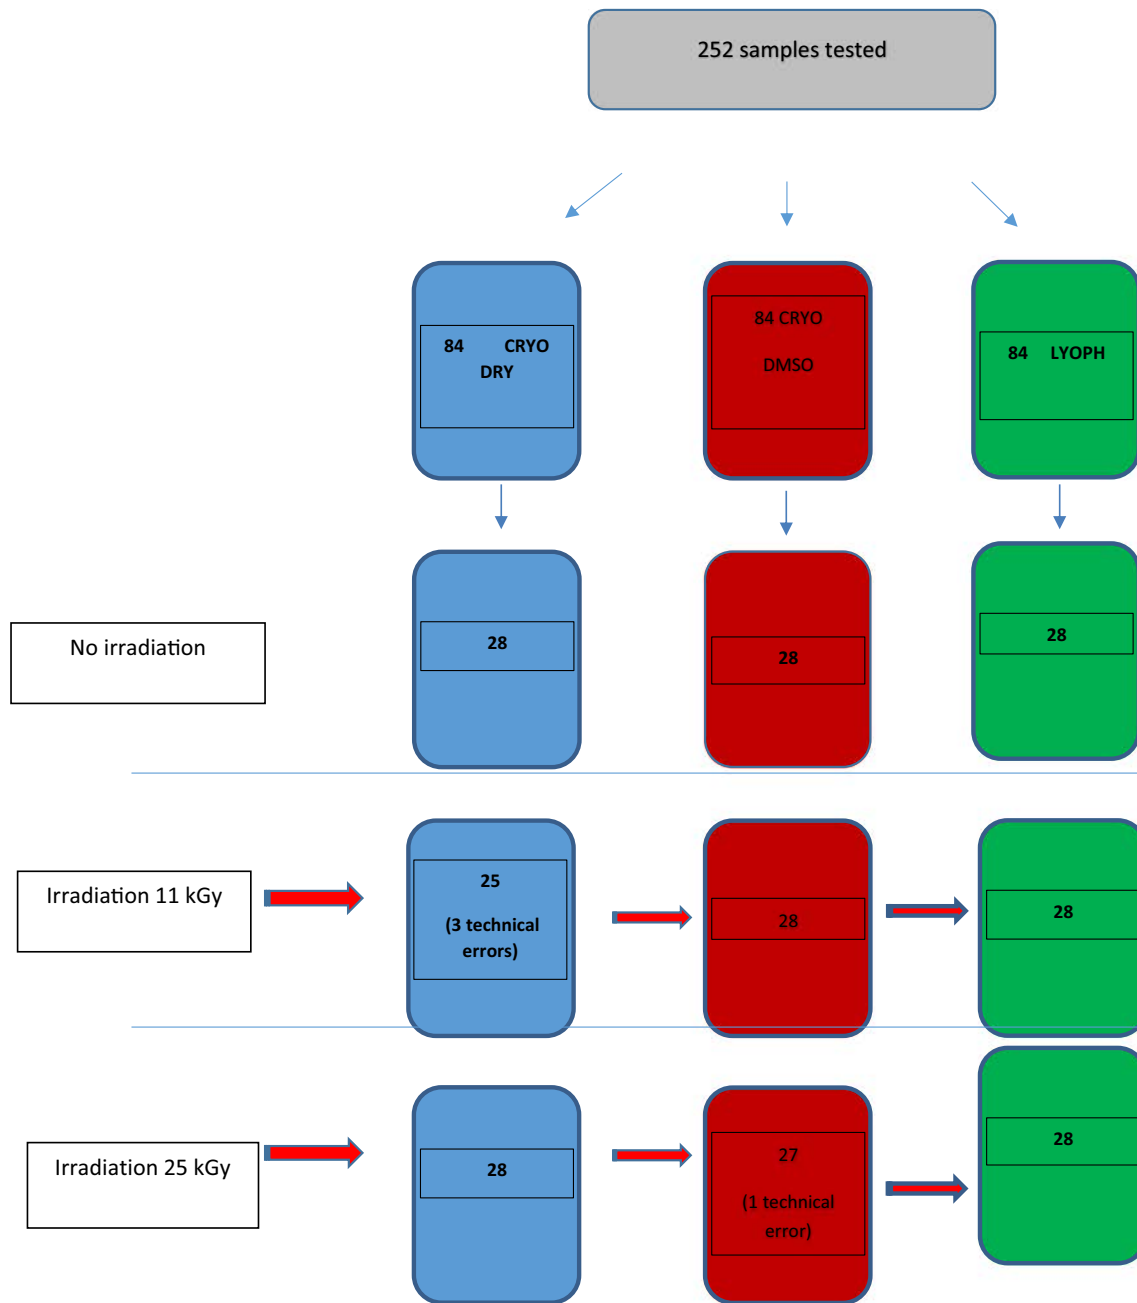 252 samples tested
84 CRYO
DRY
84 CRYO
DMSO
84 LYOPH
No irradiation
28
28
28
Irradiation 11 kGy
25
(3 technical
errors)
28
28
Irradiation 25 kGy
28
27
(1 technical
error)
28